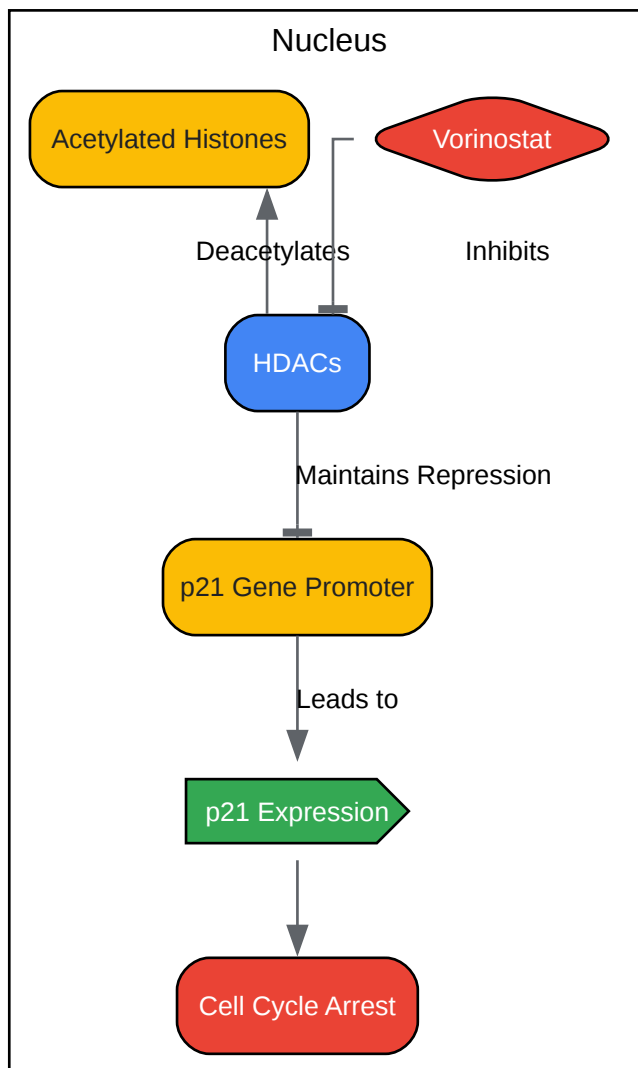 Nucleus
Acetylated Histones
Vorinostat
Deacetylates
Inhibits
HDACs
Maintains Repression
p21 Gene Promoter
Leads to
p21 Expression
Cell Cycle Arrest